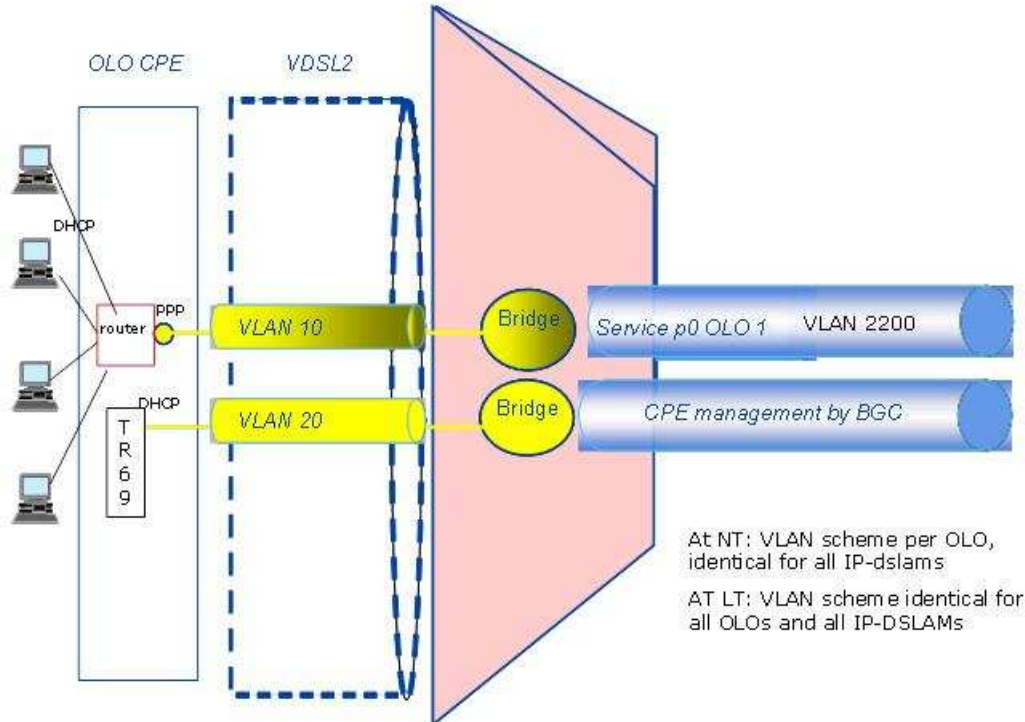 OLO CPE
VDSL2
DHCP
router
PPP
VLAN 10
Bridge
Service p0 OLO 1
VLAN 2200
DHCP
VLAN 20
Bridge
CPE management by BGC
T
R
6
9
At NT: VLAN scheme per OLO,
identical for all IP-dslams
AT LT: VLAN scheme identical for
all OLOs and all IP-DSLAMs